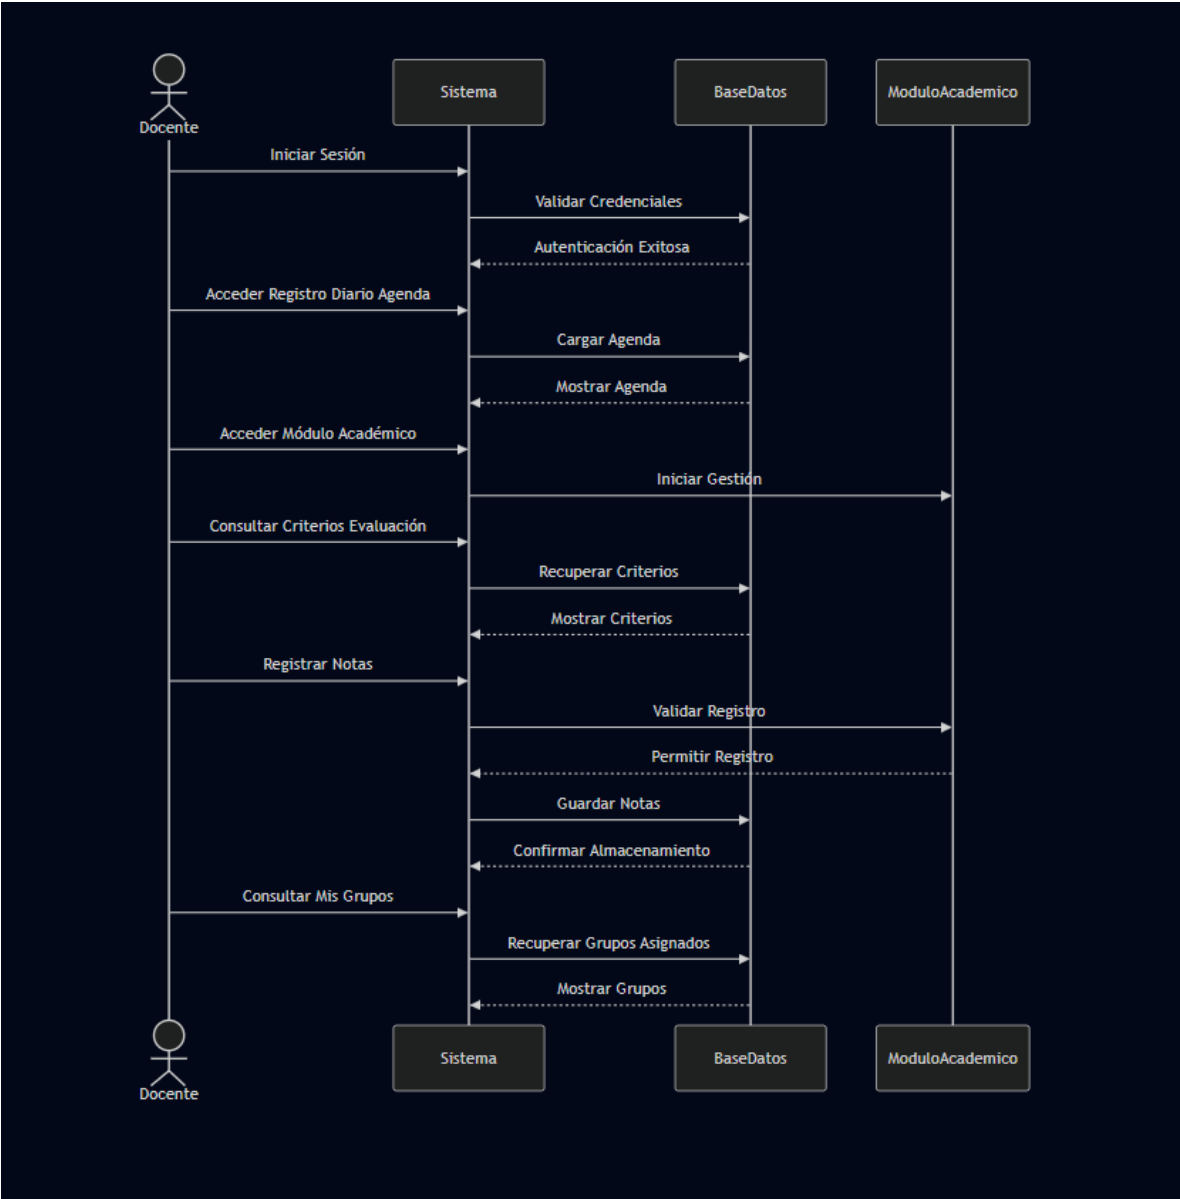 Docente
Sistema
BaseDatos
ModuloAcademico
Iniciar Sesión
Validar Credenciales
Autenticación Exitosa
Acceder Registro Diario Agenda
Cargar Agenda
Mostrar Agenda
Acceder Módulo Académico
Iniciar Gestión
Consultar Criterios Evaluación
Recuperar Criterios
Mostrar Criterios
Registrar Notas
Validar Registro
Permitir Registro
Guardar Notas
Confirmar Almacenamiento
Consultar Mis Grupos
Recuperar Grupos Asignados
Mostrar Grupos
Docente
Sistema
BaseDatos
ModuloAcademico